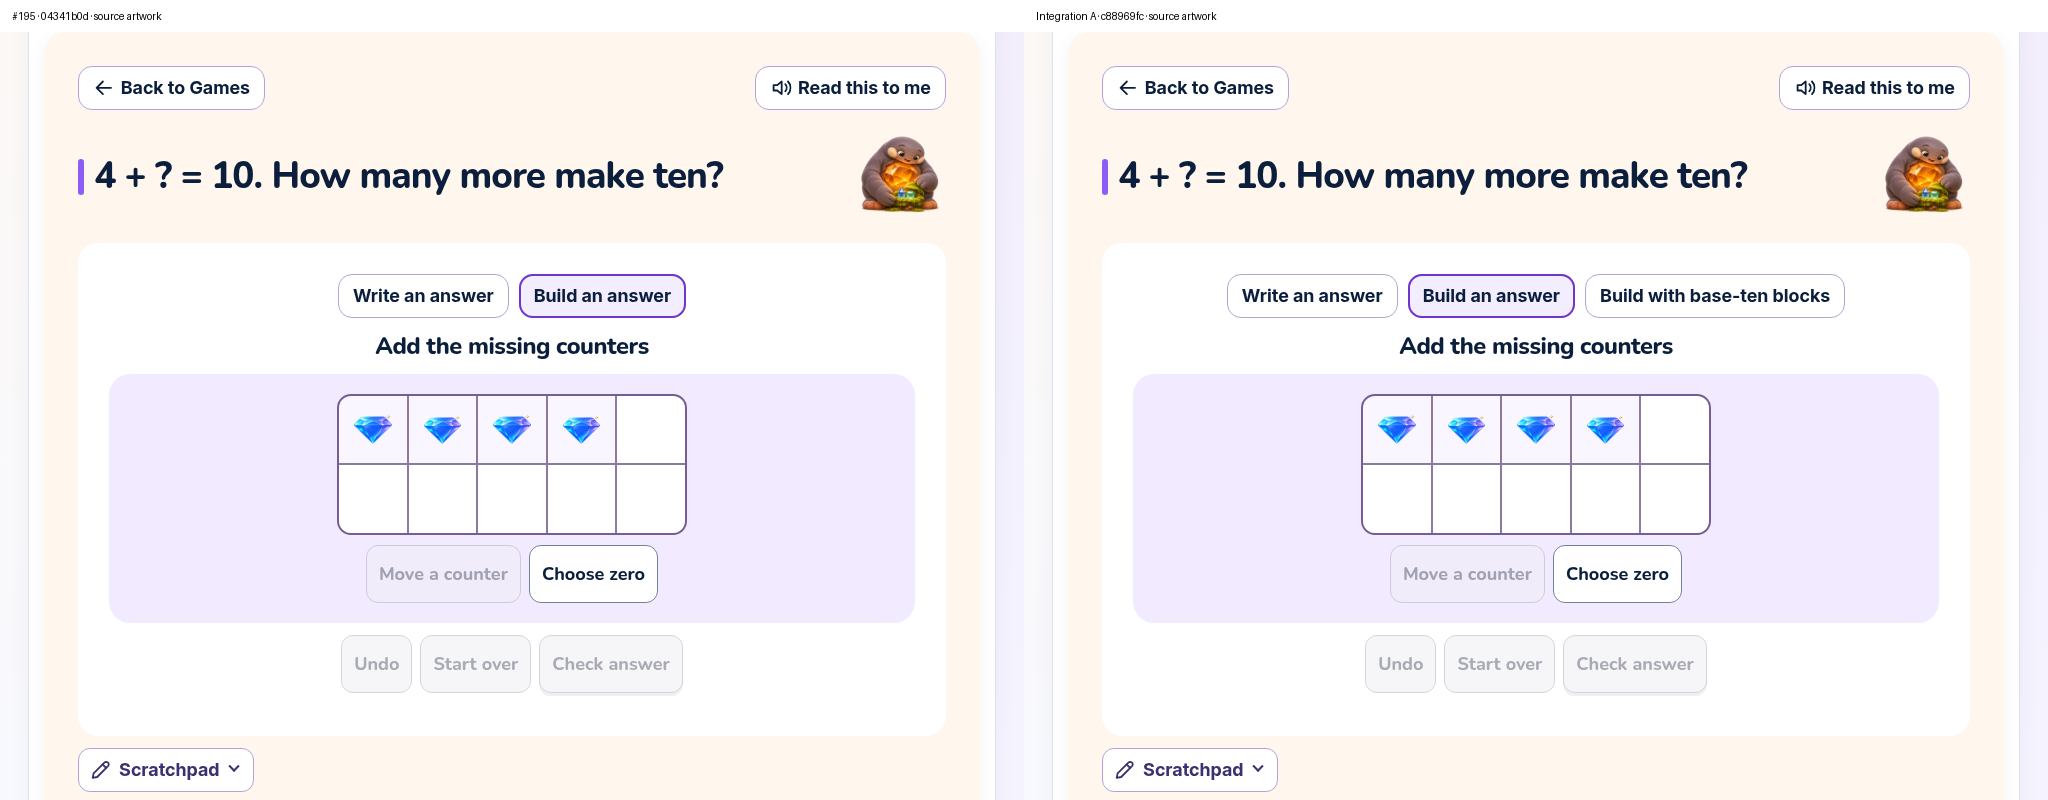 #195 · 04341b0d · source artwork
Back to Games
Read this to me
4 + ? = 10. How many more make ten?
Write an answer
Build an answer
Add the missing counters
Move a counter
Choose zero
Undo
Start over
Check answer
Scratchpad
Integration A · c88969fc · source artwork
Back to Games
Read this to me
4 + ? = 10. How many more make ten?
Write an answer
Build an answer
Build with base-ten blocks
Add the missing counters
Move a counter
Choose zero
Undo
Start over
Check answer
Scratchpad